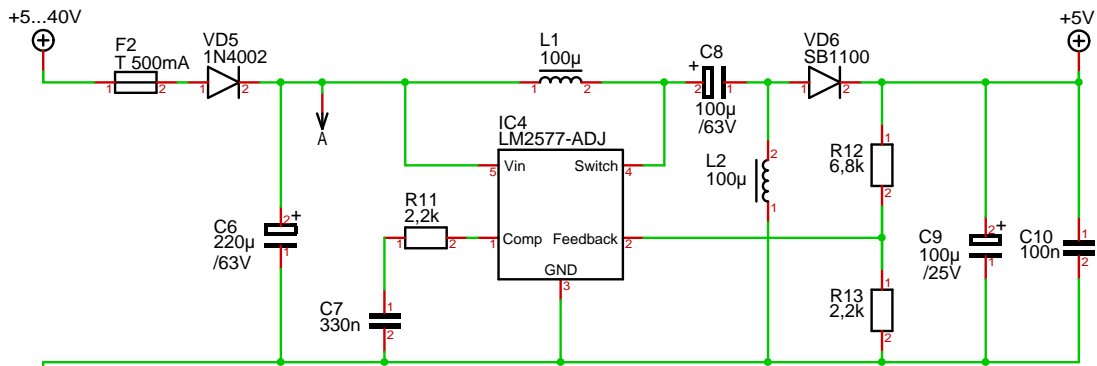 +5...40V
F2
T 500mA
1
2
VD5
1N4002
1
2
A
L1
100µ
1
2
C8
+
2
1
100µ
/63V
VD6
SB1100
1
2
+5V
IC4
LM2577-ADJ
Vin
Switch
Comp
Feedback
GND
5
4
1
2
3
C6
220µ
/63V
2
+
1
R11
2,2k
1
2
C7
330n
1
2
L2
100µ
2
1
R12
6,8k
1
2
R13
2,2k
1
2
C9
100µ
/25V
2
+
1
C10
100n
1
2